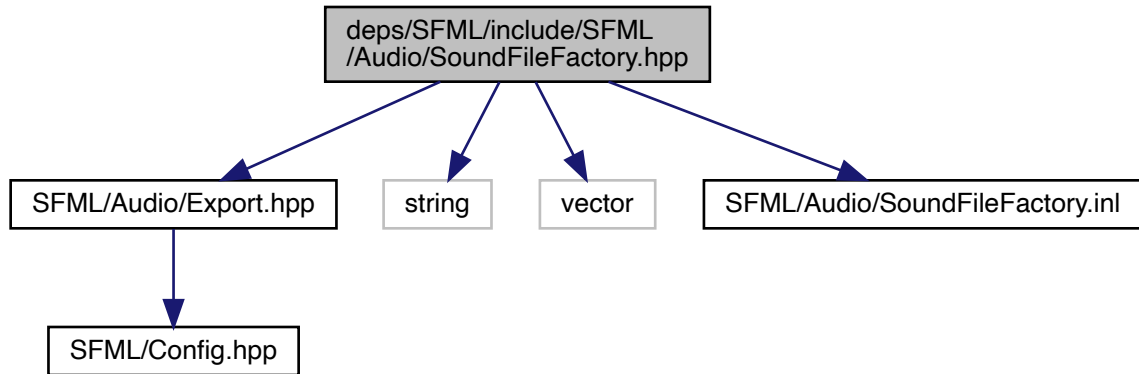 deps/SFML/include/SFML
/Audio/SoundFileFactory.hpp
SFML/Audio/Export.hpp
string
vector
SFML/Audio/SoundFileFactory.inl
SFML/Config.hpp